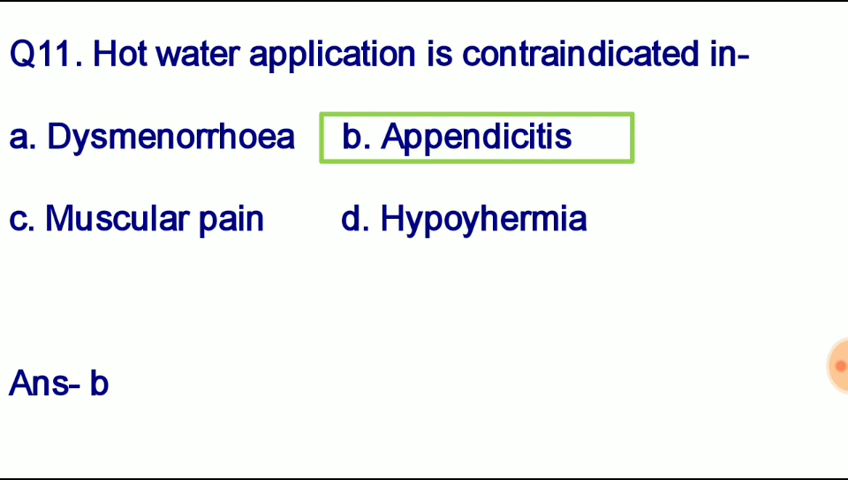 Q11. Hot water application is contraindicated in-
a. Dysmenorrhoea b. Appendicitis
c. Muscular pain d. Hypoyhermia
Ans- b